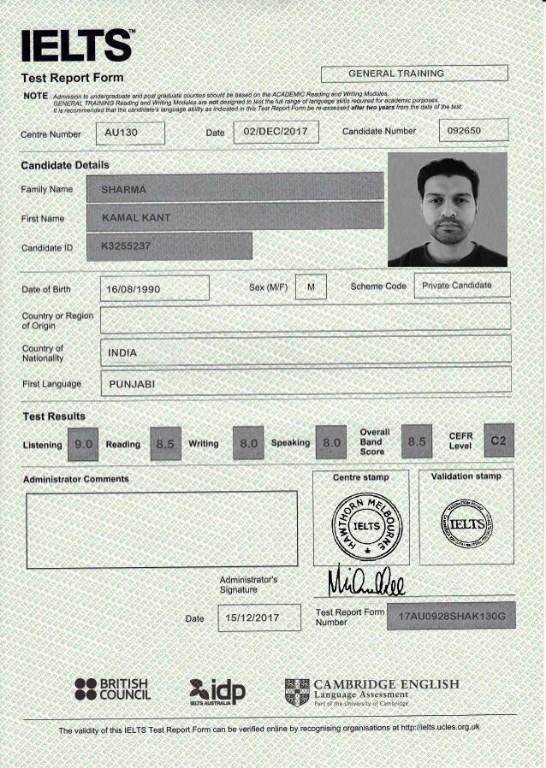 IELTS™
Test Report Form
GENERAL TRAINING
NOTE Admission to undergraduate and post graduate courses should be based on the ACADEMIC Reading and Writing Modules.
GENERAL TRAINING Reading and Writing Modules are not designed to test the full range of language skills required for academic purposes.
It is recommended that the candidate's language ability as indicated in this Test Report Form be re-assessed after two years from the date of the test
Centre Number AU130 Date 02/DEC/2017 Candidate Number 092650
Candidate Details
Family Name SHARMA
First Name KAMAL KANT
Candidate ID K3255237
Date of Birth 16/08/1990 Sex (M/F) M Scheme Code Private Candidate
Country or Region
of Origin
Country of
Nationality INDIA
First Language PUNJABI
Test Results
Listening 9.0 Reading 8.5 Writing 8.0 Speaking 8.0 Overall Band Score 8.5 CEFR Level C2
Administrator Comments
Centre stamp
HAWTHORN MELBOURNE
IELTS
Validation stamp
IELTS
Administrator's
Signature
Date 15/12/2017
Test Report Form
Number 17AU0928SHAK130G
BRITISH
COUNCIL
idp
IELTS AUSTRALIA
CAMBRIDGE ENGLISH
Language Assessment
Part of the University of Cambridge
The validity of this IELTS Test Report Form can be verified online by recognising organisations at http://ielts.ucles.org.uk